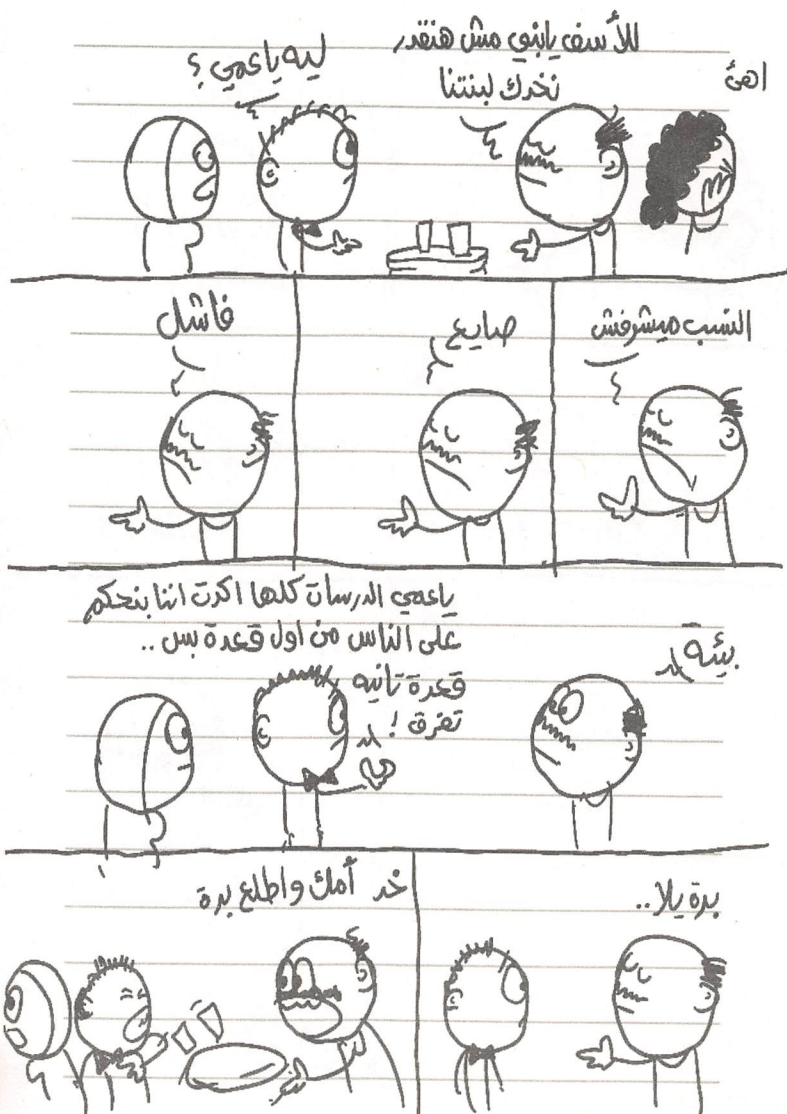 اهئ
للأسف يابني مش هنقدر
نخدك لبنتنا
ليه ياعمي ؟
النسب ميشرفش
صايع
فاشل
بيئه
ياعمي الدرسات كلها اكدت اننا بنحكم
على الناس من اول قعدة بس ..
قعدة تانيه
تفرق !
برة يلا ..
خد أمك واطلع برة